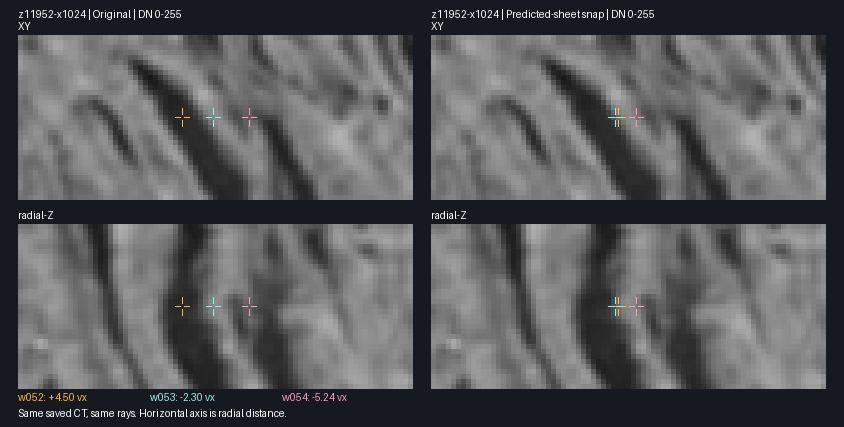 z11952-x1024 | Original | DN 0-255
XY
z11952-x1024 | Predicted-sheet snap | DN 0-255
XY
radial-Z
radial-Z
w052: +4.50 vx
w053: -2.30 vx
w054: -5.24 vx
Same saved CT, same rays. Horizontal axis is radial distance.